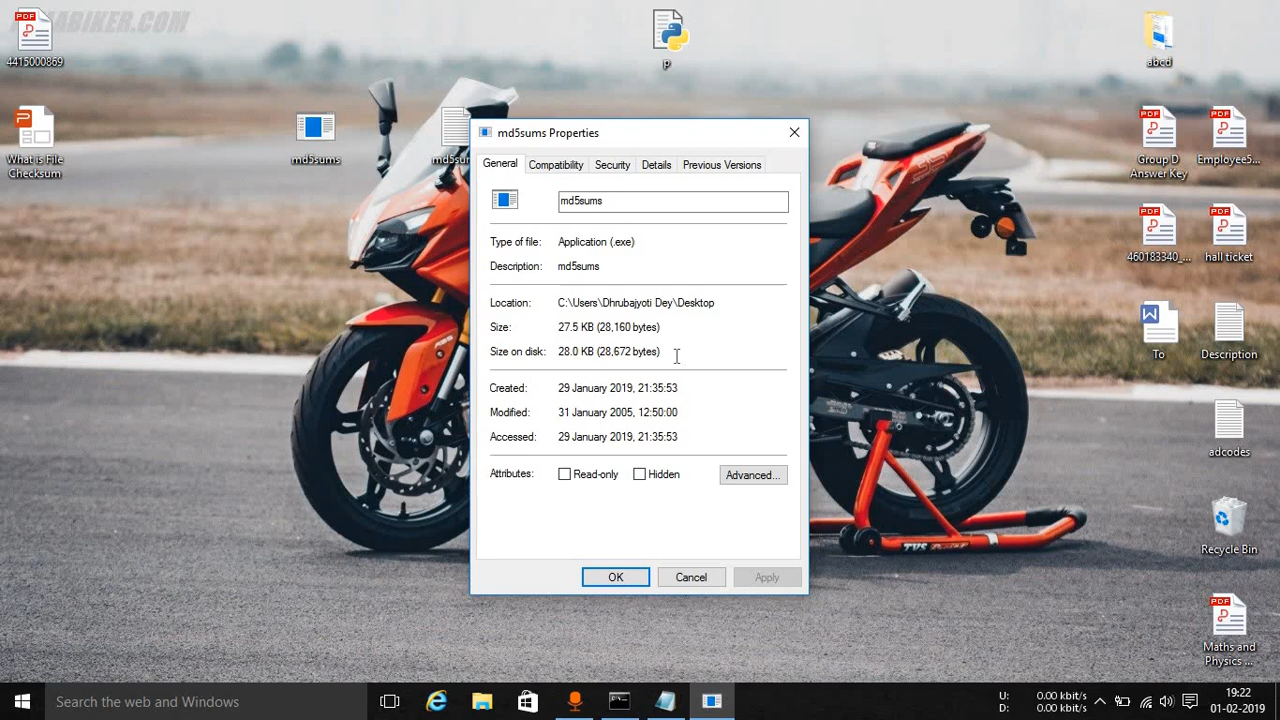 .COM
4415000869
What is File
Checksum
md5sums
p
abcd
Group D
Answer Key
Employee5...
460183340_...
hall ticket
To
Description
adcodes
Recycle Bin
Maths and
Physics ...
md5sums Properties
General
Compatibility
Security
Details
Previous Versions
md5sums
Type of file: Application (.exe)
Description: md5sums
Location: C:\Users\Dhrubajyoti Dey\Desktop
Size: 27.5 KB (28,160 bytes)
Size on disk: 28.0 KB (28,672 bytes)
Created: 29 January 2019, 21:35:53
Modified: 31 January 2005, 12:50:00
Accessed: 29 January 2019, 21:35:53
Attributes: Read-only Hidden Advanced...
OK Cancel Apply
TVS
Search the web and Windows
U: 0.00 kbit/s
D: 0.00 kbit/s
19:22
01-02-2019